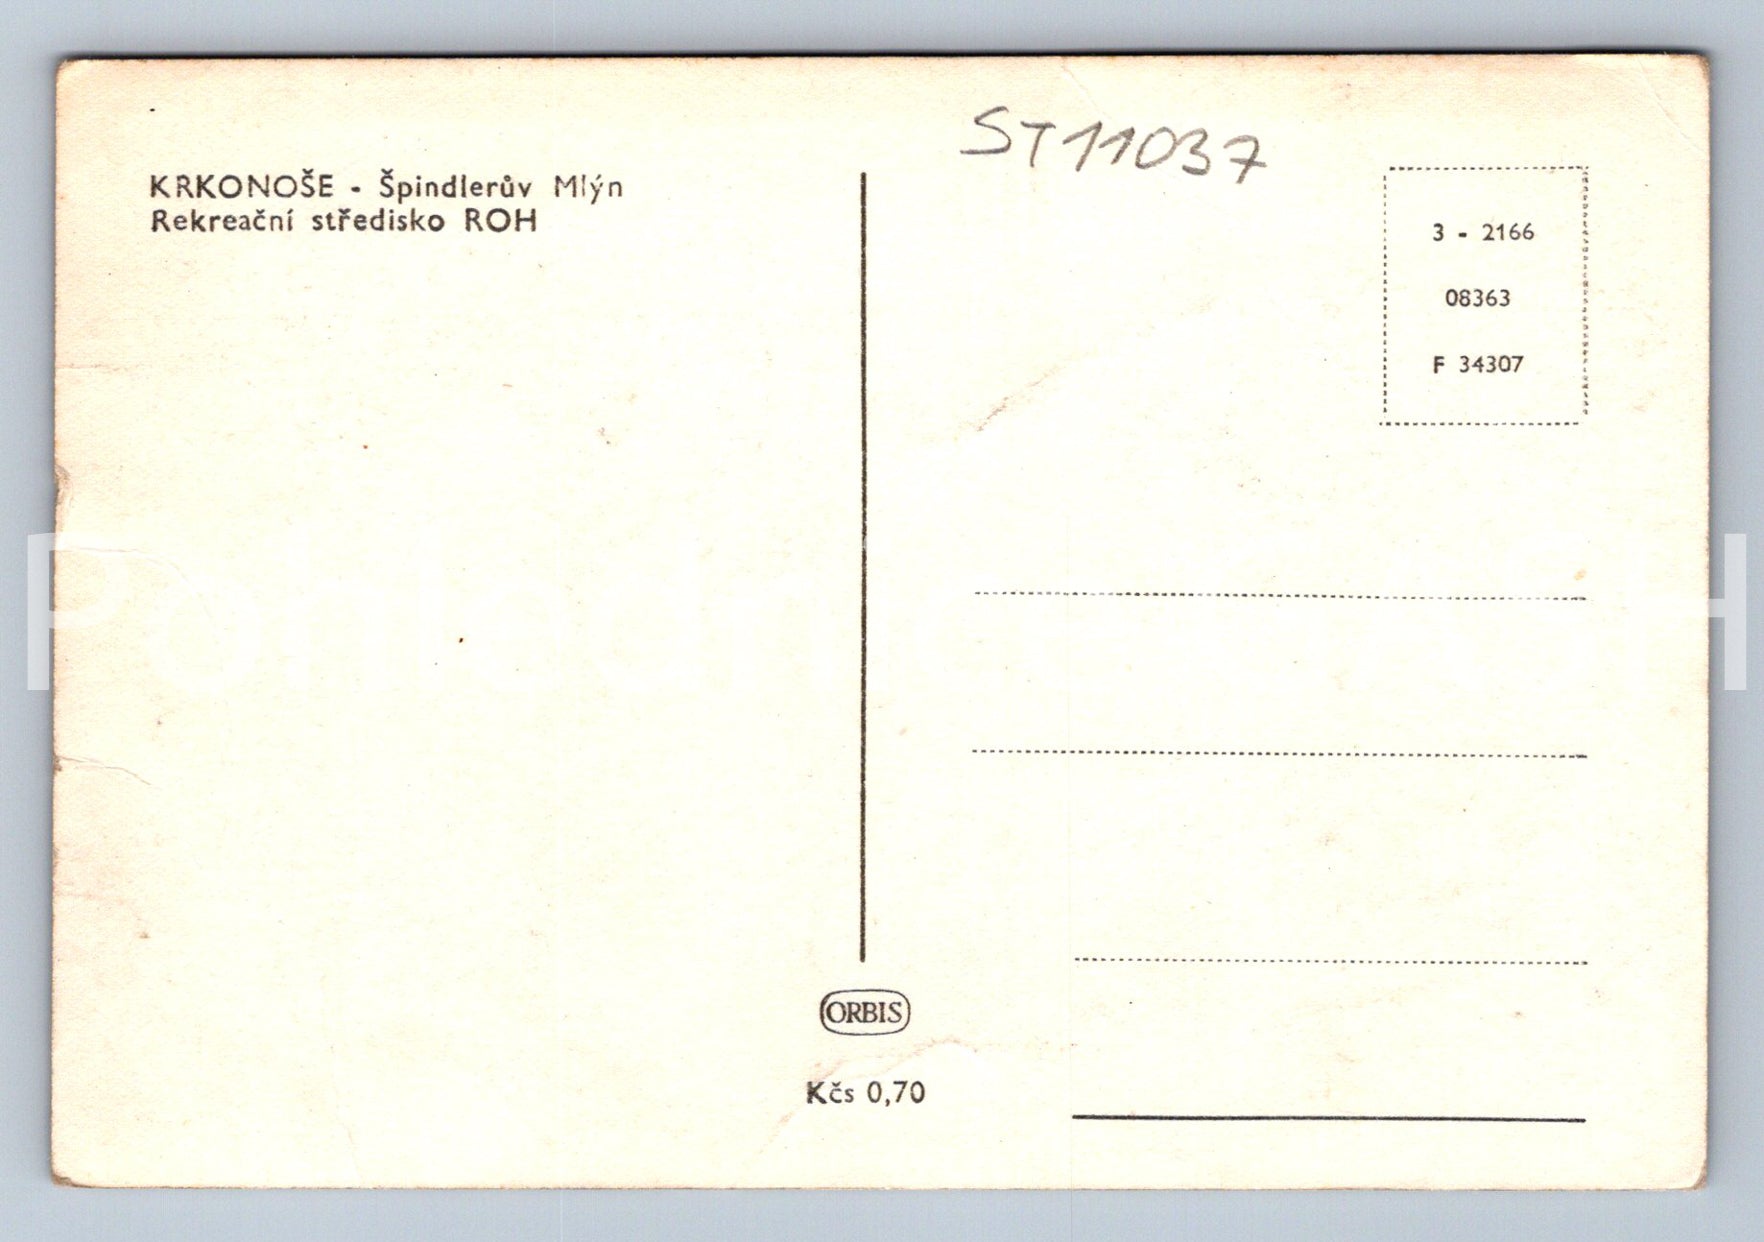 ST11037
KRKONOŠE - Špindlerův Mlýn
Rekreační středisko ROH
3 - 2166
08363
F 34307
ORBIS
Kčs 0,70